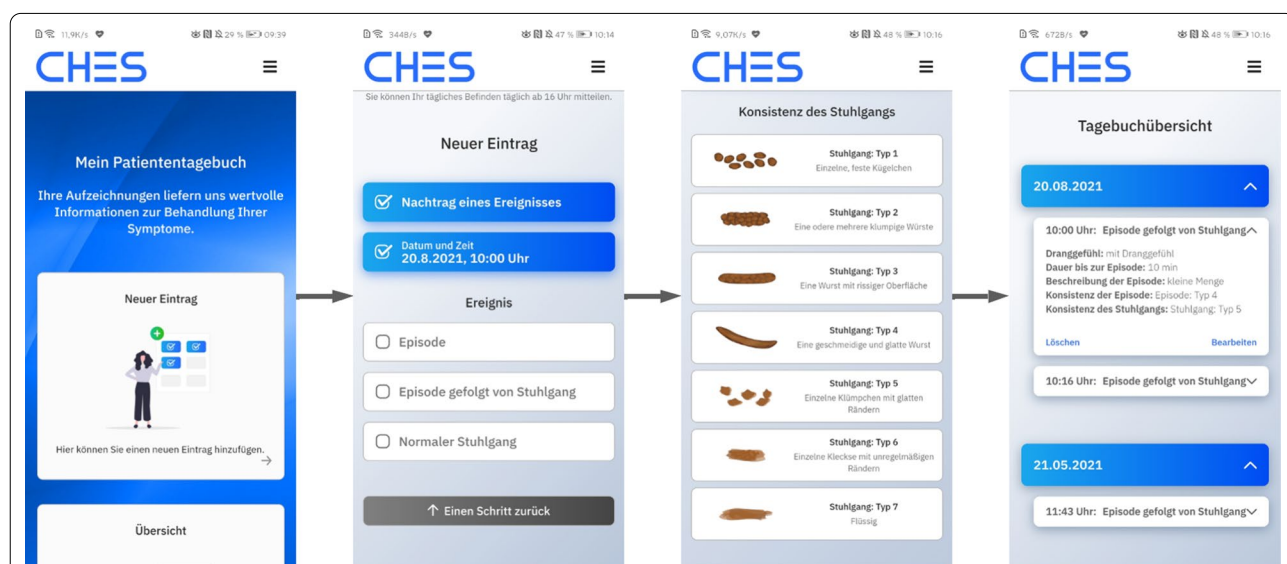 11,9K/s 29 % 09:39
CHES
Mein Patiententagebuch
Ihre Aufzeichnungen liefern uns wertvolle
Informationen zur Behandlung Ihrer
Symptome.
Neuer Eintrag
Hier können Sie einen neuen Eintrag hinzufügen.
Übersicht
344B/s 47 % 10:14
CHES
Sie können Ihr tägliches Befinden täglich ab 16 Uhr mitteilen.
Neuer Eintrag
Nachtrag eines Ereignisses
Datum und Zeit
20.8.2021, 10:00 Uhr
Ereignis
Episode
Episode gefolgt von Stuhlgang
Normaler Stuhlgang
Einen Schritt zurück
9,07K/s 48 % 10:16
CHES
Konsistenz des Stuhlgangs
Stuhlgang: Typ 1
Einzelne, feste Kügelchen
Stuhlgang: Typ 2
Eine odere mehrere klumpige Würste
Stuhlgang: Typ 3
Eine Wurst mit rissiger Oberfläche
Stuhlgang: Typ 4
Eine geschmeidige und glatte Wurst
Stuhlgang: Typ 5
Einzelne Klümpchen mit glatten
Rändern
Stuhlgang: Typ 6
Einzelne Kleckse mit unregelmäßigen
Rändern
Stuhlgang: Typ 7
Flüssig
672B/s 48 % 10:16
CHES
Tagebuchübersicht
20.08.2021
10:00 Uhr: Episode gefolgt von Stuhlgang
Dranggefühl: mit Dranggefühl
Dauer bis zur Episode: 10 min
Beschreibung der Episode: kleine Menge
Konsistenz der Episode: Episode: Typ 4
Konsistenz des Stuhlgangs: Stuhlgang: Typ 5
Löschen Bearbeiten
10:16 Uhr: Episode gefolgt von Stuhlgang
21.05.2021
11:43 Uhr: Episode gefolgt von Stuhlgang